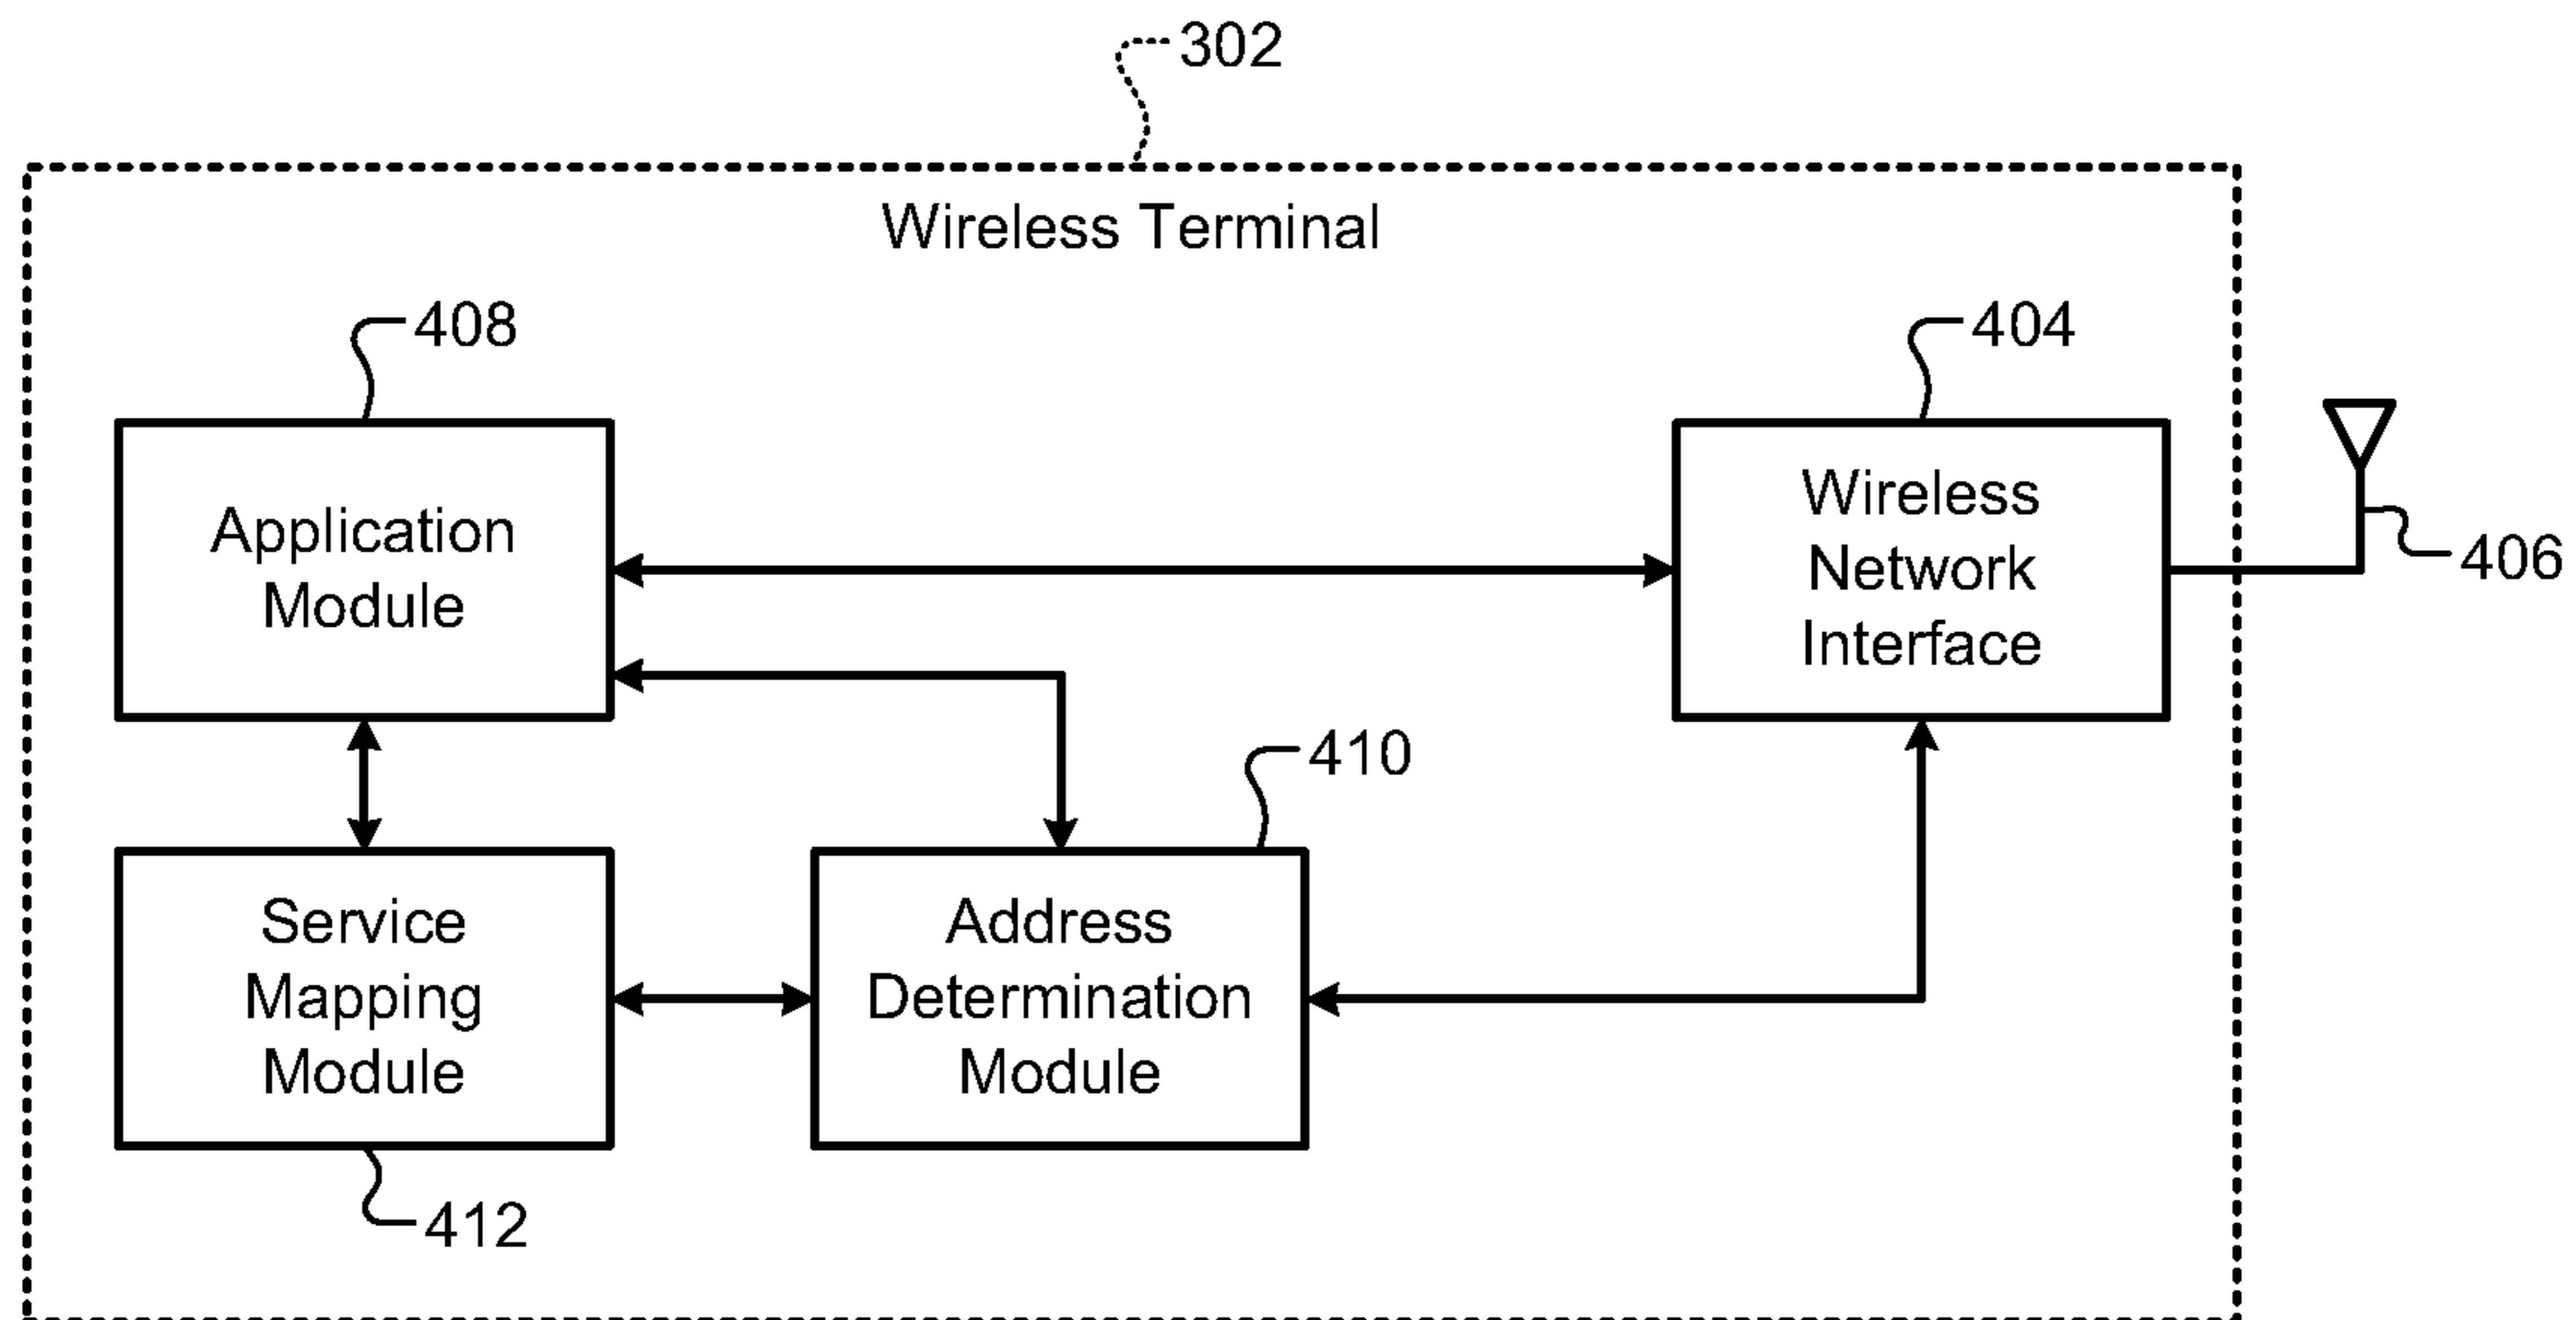 302
Wireless Terminal
408
404
Application
Module
Wireless
Network
Interface
406
410
Service
Mapping
Module
Address
Determination
Module
412